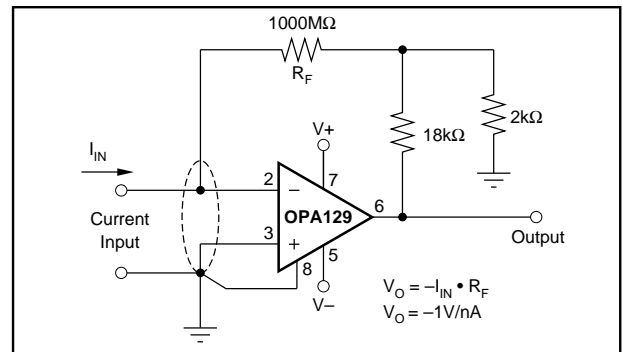 1000MΩ
R_F
2kΩ
18kΩ
V+
I_IN
7
2
–
OPA129
6
Current
Input
3
+
8
5
Output
V–
V_O = –I_IN • R_F
V_O = –1V/nA